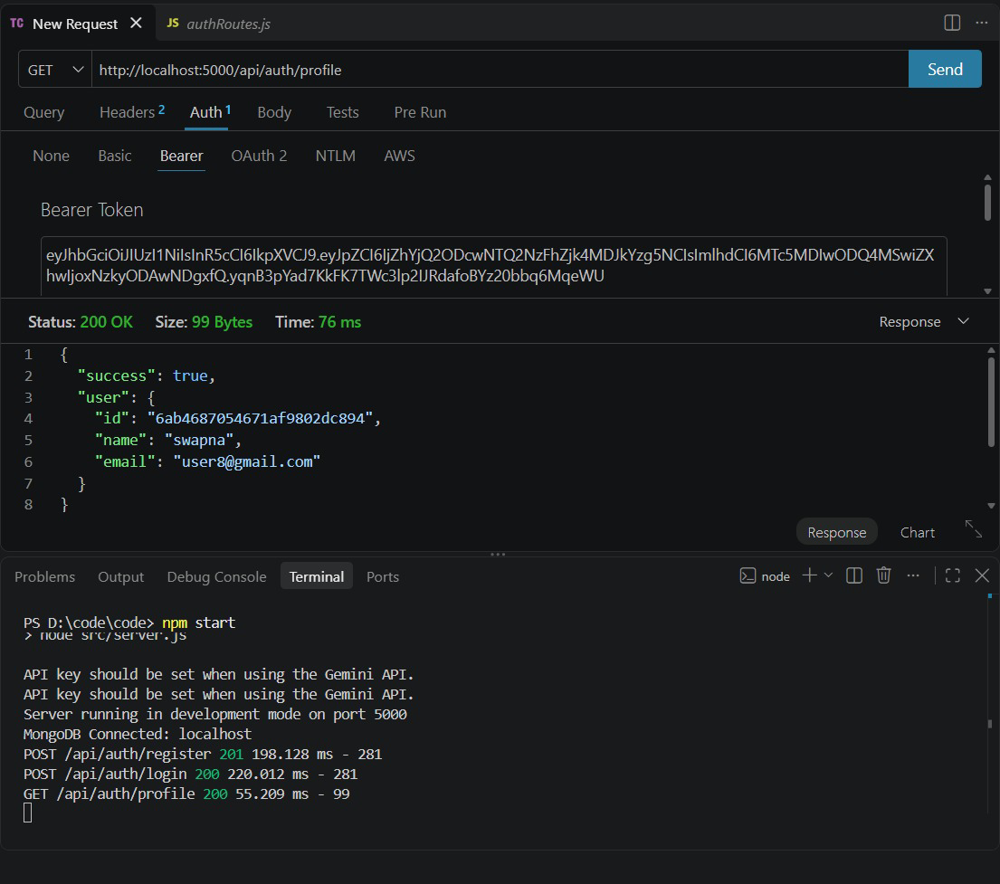 TC New Request JS authRoutes.js
GET http://localhost:5000/api/auth/profile Send
Query Headers 2 Auth 1 Body Tests Pre Run
None Basic Bearer OAuth 2 NTLM AWS
Bearer Token
eyJhbGciOiJIUzI1NiIsInR5cCI6IkpXVCJ9.eyJpZCI6IjZhYjQ2ODcwNTQ2NzFhZjk4MDJkYzg5NCIsImlhdCI6MTc5MDIwODQ4MSwiZX
hwIjoxNzkyODAwNDgxfQ.yqnB3pYad7KkFK7TWc3lp2IJRdafoBYz20bbq6MqeWU
Status: 200 OK Size: 99 Bytes Time: 76 ms Response
1 {
2 "success": true,
3 "user": {
4 "id": "6ab4687054671af9802dc894",
5 "name": "swapna",
6 "email": "user8@gmail.com"
7 }
8 }
Response Chart
Problems Output Debug Console Terminal Ports node
PS D:\code\code> npm start
> node src/server.js
API key should be set when using the Gemini API.
API key should be set when using the Gemini API.
Server running in development mode on port 5000
MongoDB Connected: localhost
POST /api/auth/register 201 198.128 ms - 281
POST /api/auth/login 200 220.012 ms - 281
GET /api/auth/profile 200 55.209 ms - 99